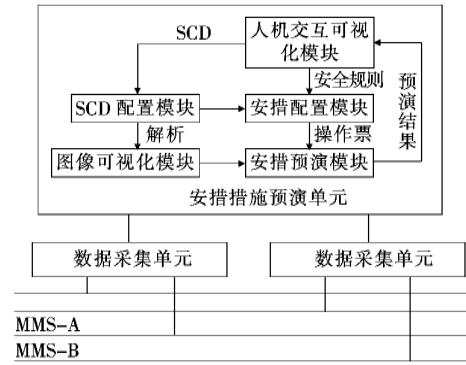 SCD
人机交互可视
化模块
安全规则
预演结果
SCD 配置模块
安措配置模块
解析
操作票
图像可视化模块
安措预演模块
安措措施预演单元
数据采集单元
数据采集单元
MMS-A
MMS-B